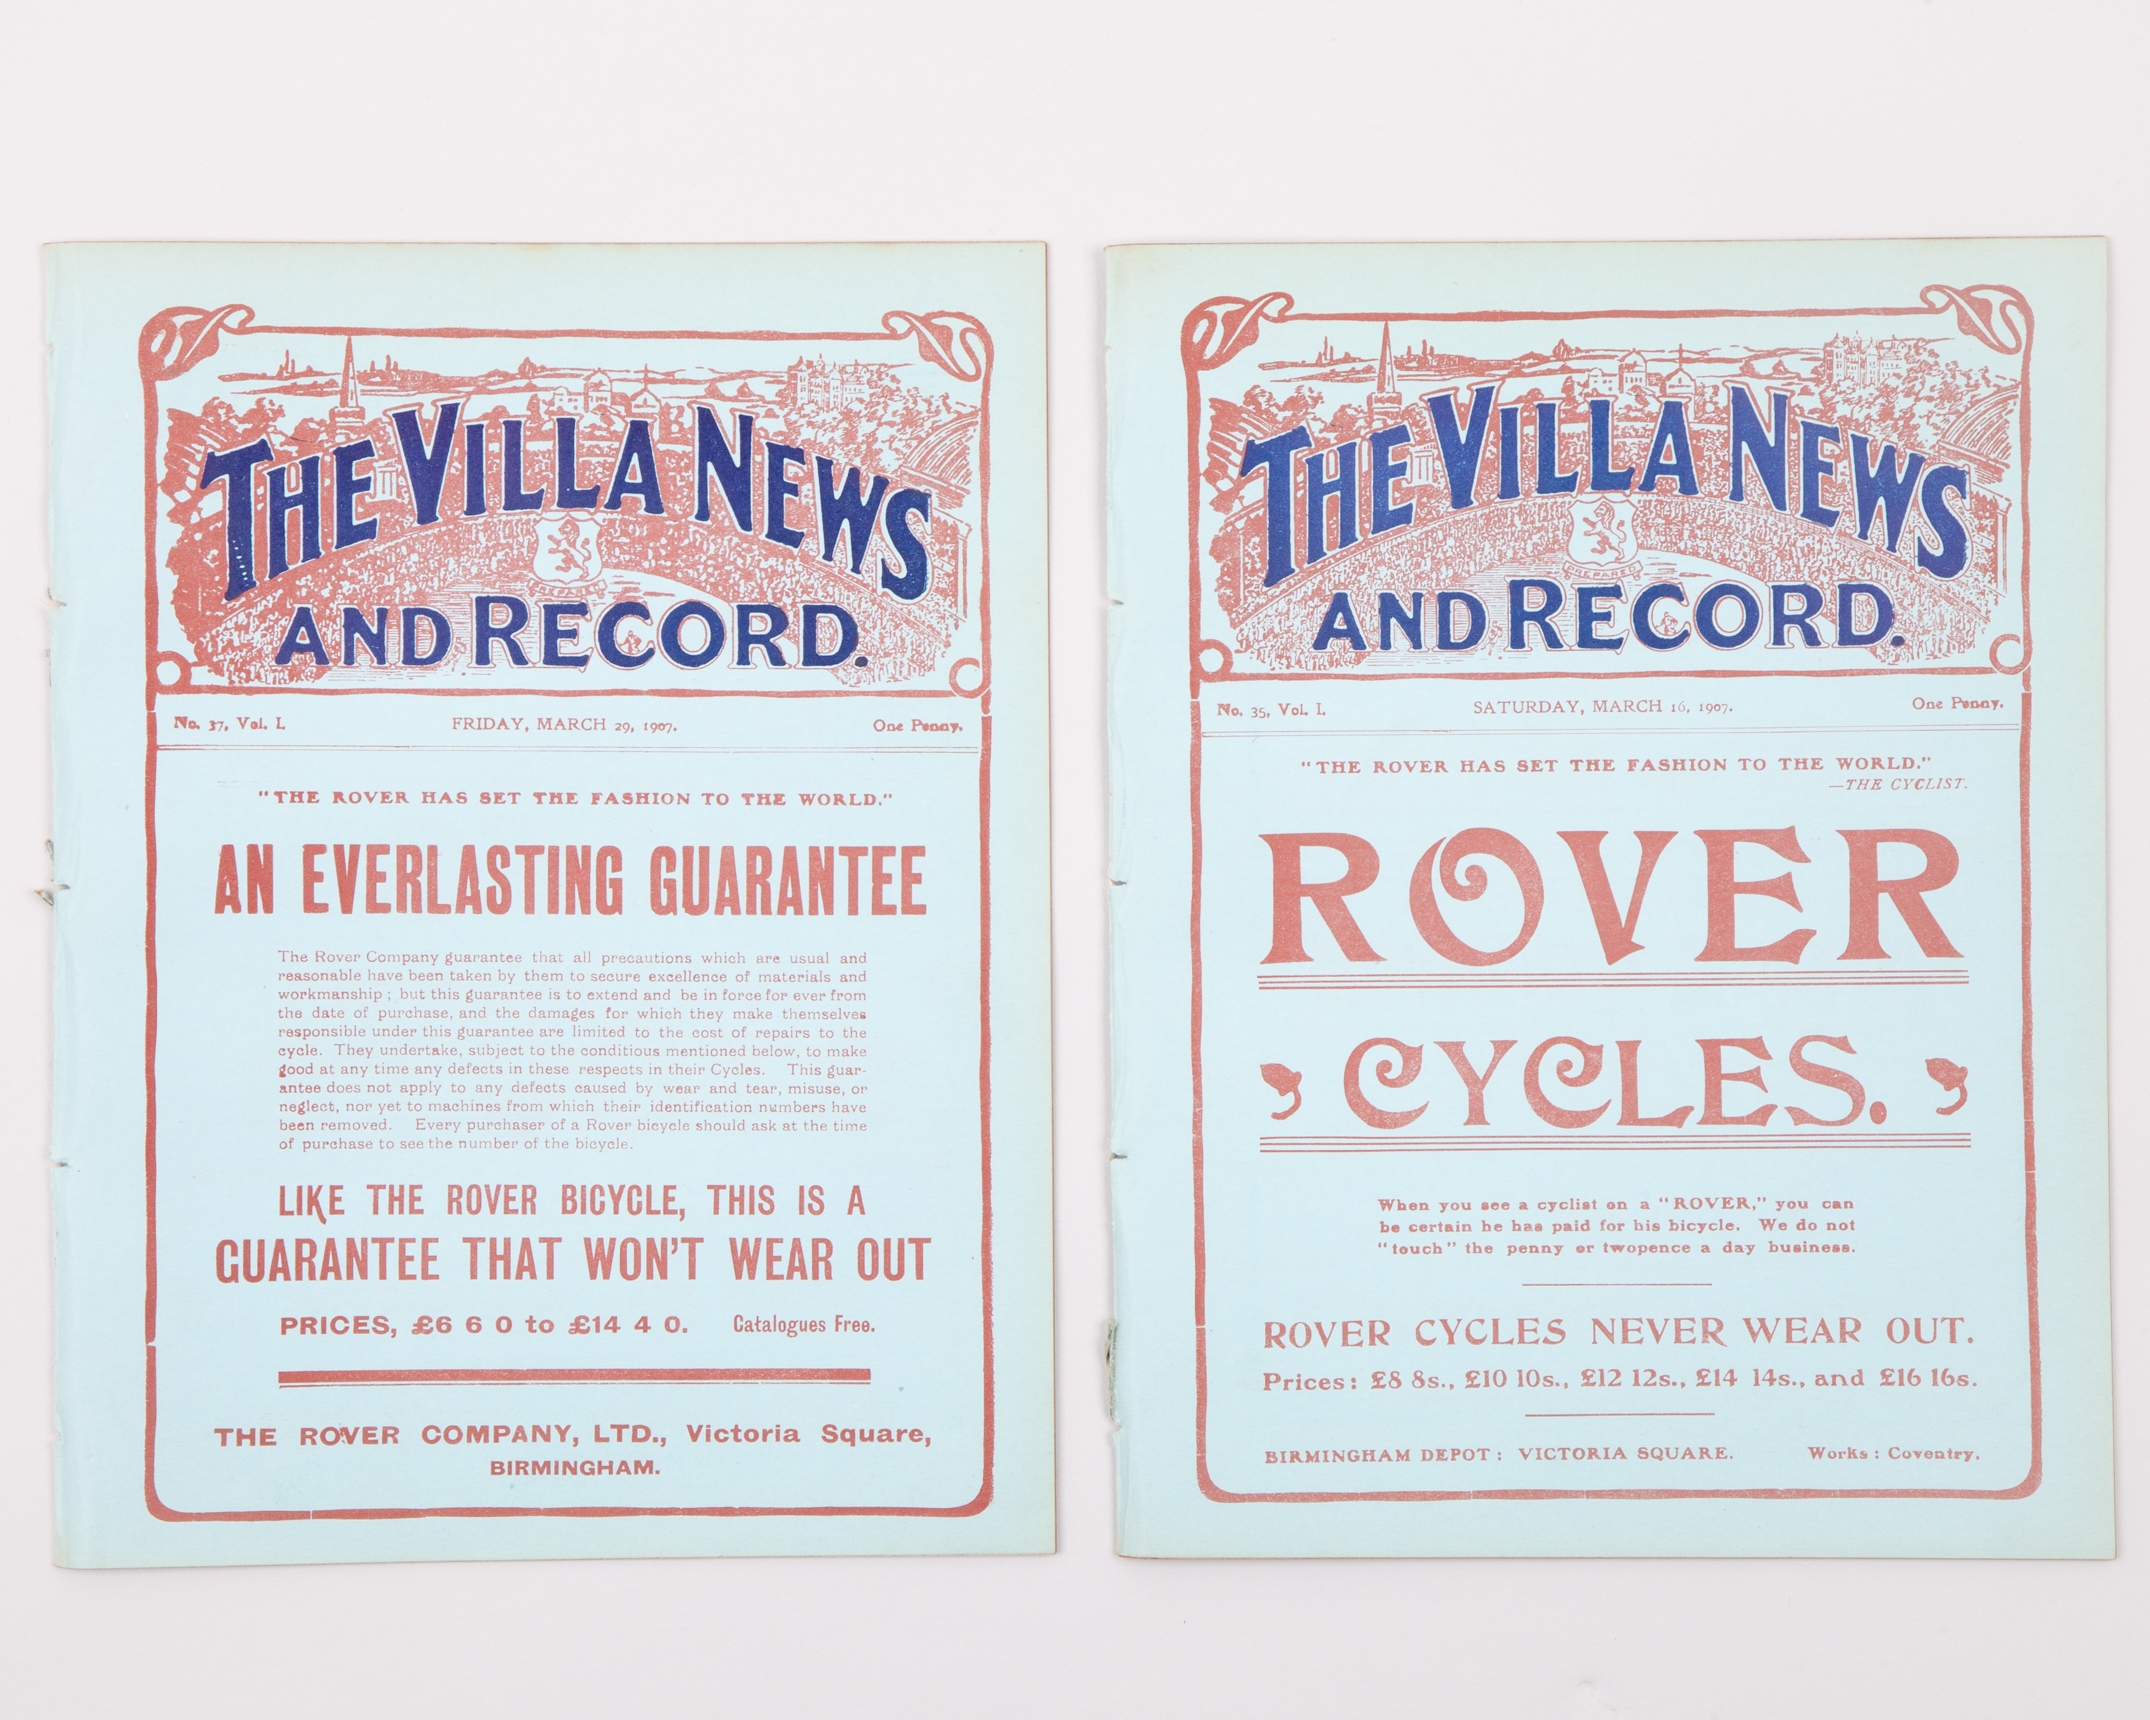 THE VILLA NEWS
AND RECORD.
No. 37, Vol. I.
FRIDAY, MARCH 29, 1907.
One Penny.
"THE ROVER HAS SET THE FASHION TO THE WORLD."
AN EVERLASTING GUARANTEE
The Rover Company guarantee that all precautions which are usual and
reasonable have been taken by them to secure excellence of materials and
workmanship ; but this guarantee is to extend and be in force for ever from
the date of purchase, and the damages for which they make themselves
responsible under this guarantee are limited to the cost of repairs to the
cycle. They undertake, subject to the conditious mentioned below, to make
good at any time any defects in these respects in their Cycles. This guar-
antee does not apply to any defects caused by wear and tear, misuse, or
neglect, nor yet to machines from which their identification numbers have
been removed. Every purchaser of a Rover bicycle should ask at the time
of purchase to see the number of the bicycle.
LIKE THE ROVER BICYCLE, THIS IS A
GUARANTEE THAT WON'T WEAR OUT
PRICES, £6 6 0 to £14 4 0. Catalogues Free.
THE ROVER COMPANY, LTD., Victoria Square,
BIRMINGHAM.
THE VILLA NEWS
PREPARED
AND RECORD.
No. 35, Vol. I.
SATURDAY, MARCH 16, 1907.
One Penny.
"THE ROVER HAS SET THE FASHION TO THE WORLD."
—THE CYCLIST.
ROVER
CYCLES.
When you see a cyclist on a "ROVER," you can
be certain he has paid for his bicycle. We do not
"touch" the penny or twopence a day business.
ROVER CYCLES NEVER WEAR OUT.
Prices: £8 8s., £10 10s., £12 12s., £14 14s., and £16 16s.
BIRMINGHAM DEPOT: VICTORIA SQUARE. Works: Coventry.